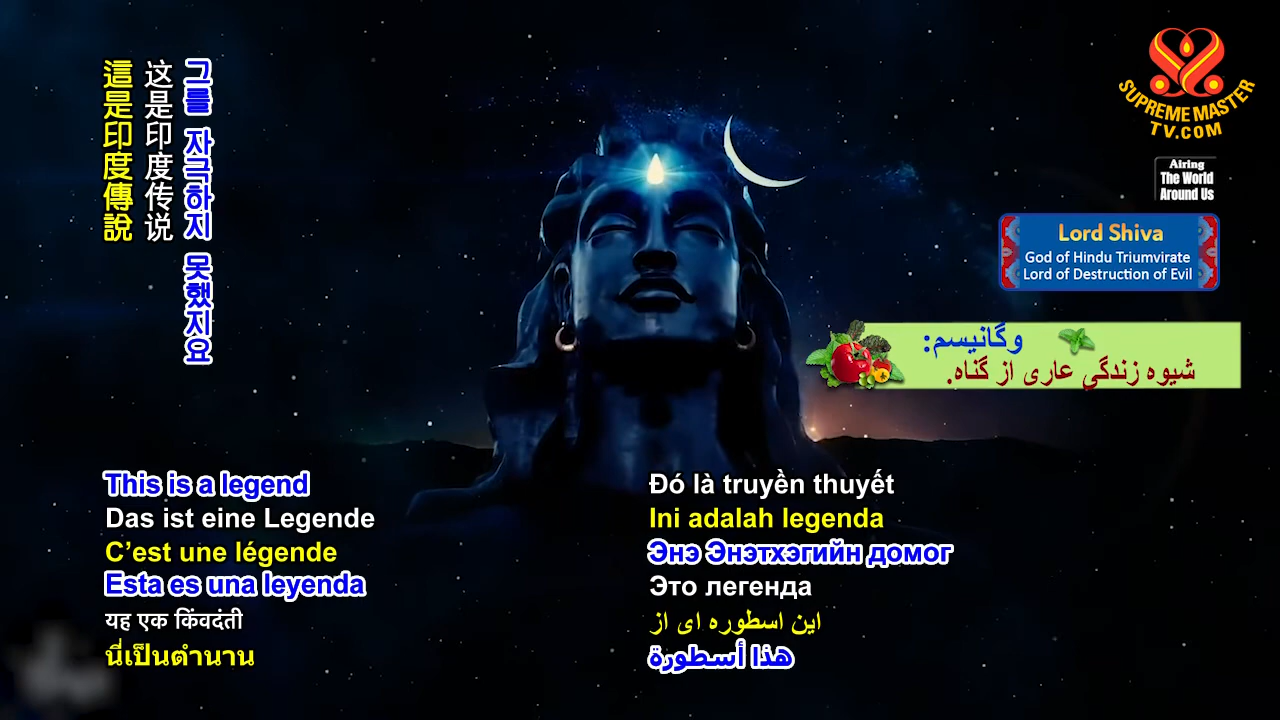 這是印度傳說
这是印度传说
그를 자극하지 못했지요
SUPREME MASTER
TV.COM
Airing
The World
Around Us
Lord Shiva
God of Hindu Triumvirate
Lord of Destruction of Evil
وگانیسم:
شیوه زندگی عاری از گناه.
This is a legend
Das ist eine Legende
C’est une légende
Esta es una leyenda
यह एक किंवदंती
นี่เป็นตำนาน
Đó là truyền thuyết
Ini adalah legenda
Энэ Энэтхэгийн домог
Это легенда
این اسطوره ای از
هذا أسطورة